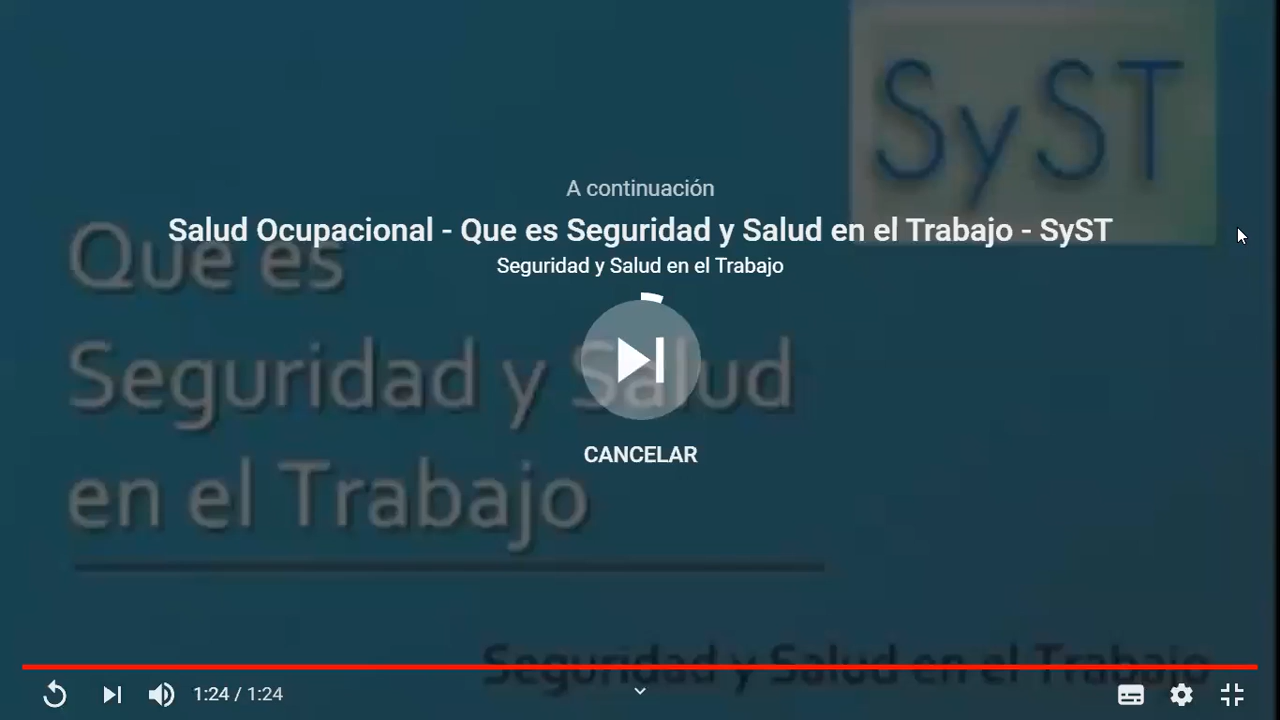 SyST
A continuación
Salud Ocupacional - Que es Seguridad y Salud en el Trabajo - SyST
Seguridad y Salud en el Trabajo
Que es
Seguridad y Salud
en el Trabajo
CANCELAR
Seguridad y Salud en el Trabajo
1:24 / 1:24